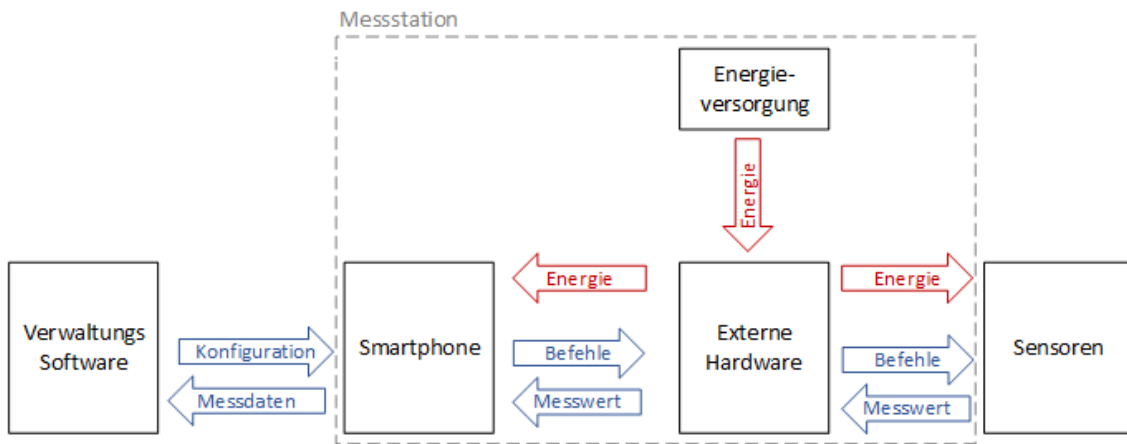 Messstation
Energie-
versorgung
Energie
Energie
Energie
Verwaltungs
Software
Konfiguration
Messdaten
Smartphone
Befehle
Messwert
Externe
Hardware
Befehle
Messwert
Sensoren